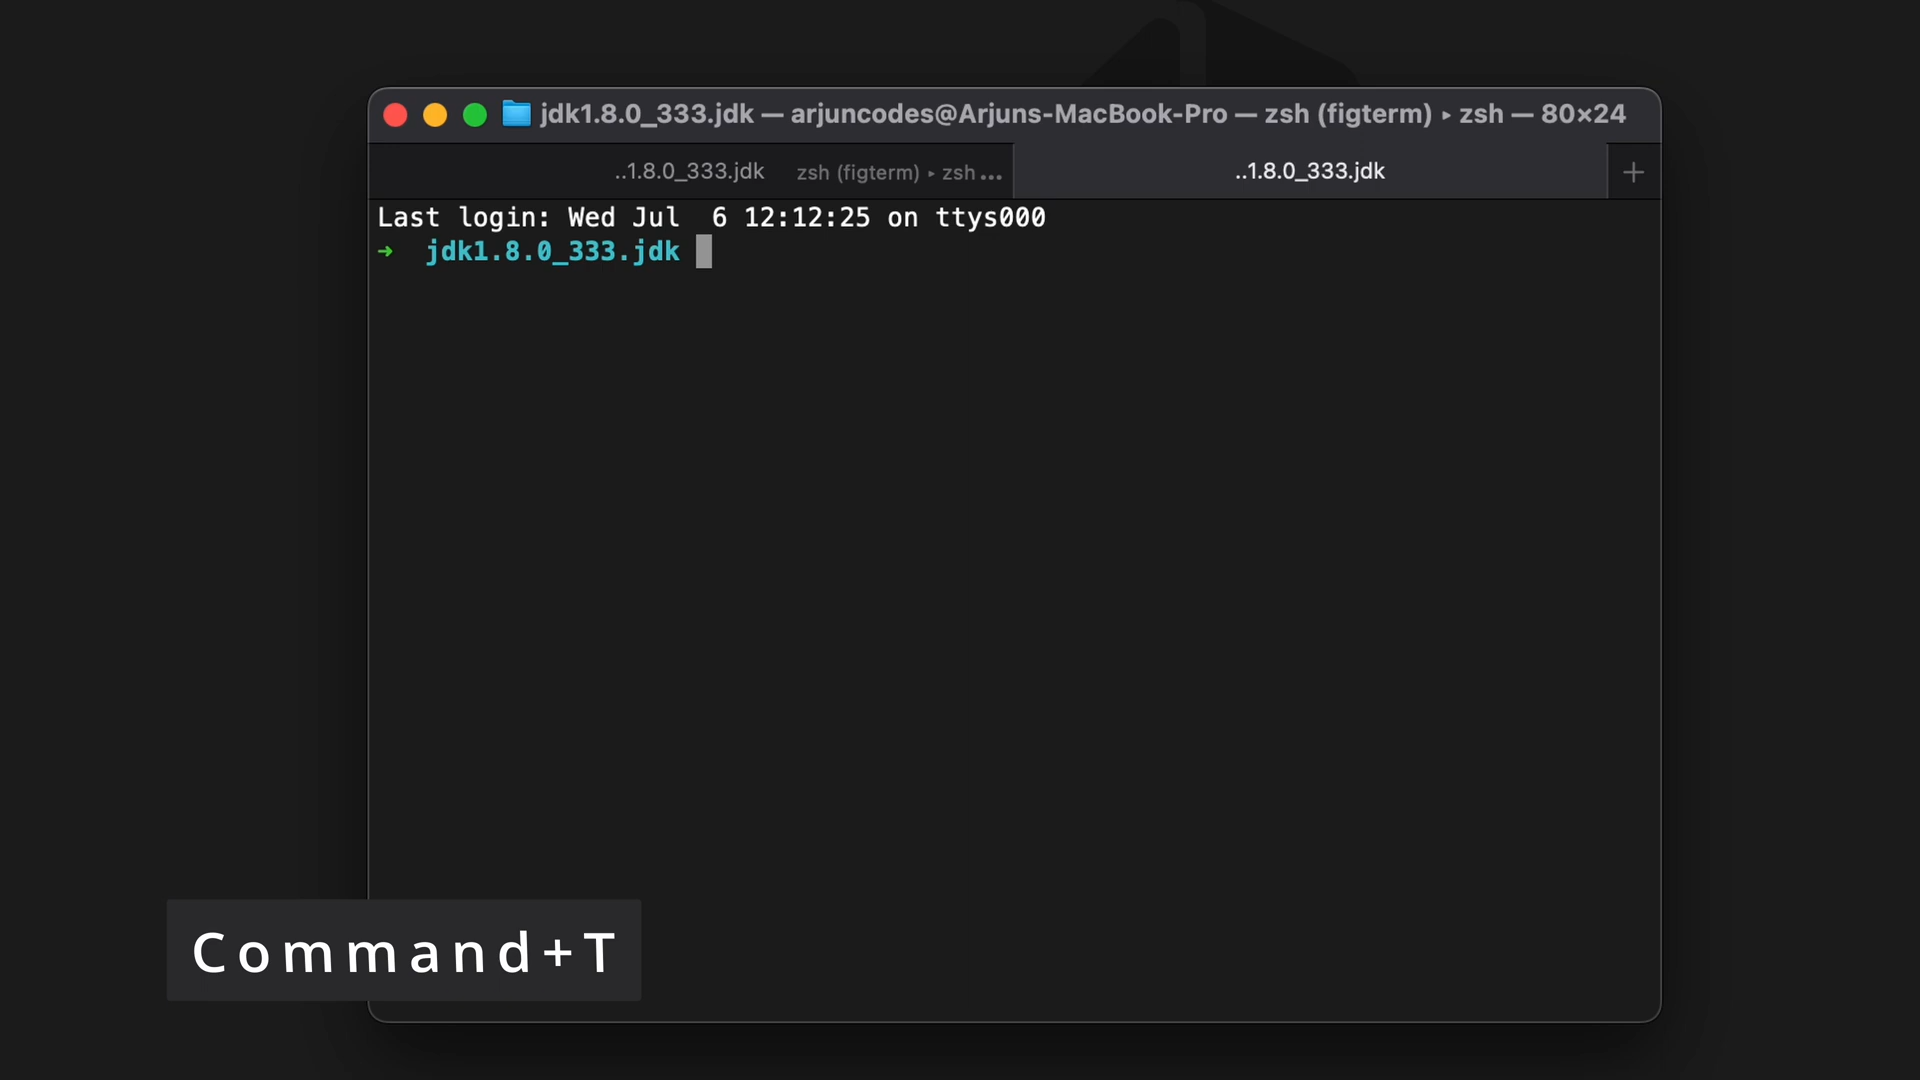 jdk1.8.0_333.jdk — arjuncodes@Arjuns-MacBook-Pro — zsh (figterm) ▸ zsh — 80×24
..1.8.0_333.jdk zsh (figterm) ▸ zsh ... ..1.8.0_333.jdk +
Last login: Wed Jul  6 12:12:25 on ttys000
➜  jdk1.8.0_333.jdk
Command+T